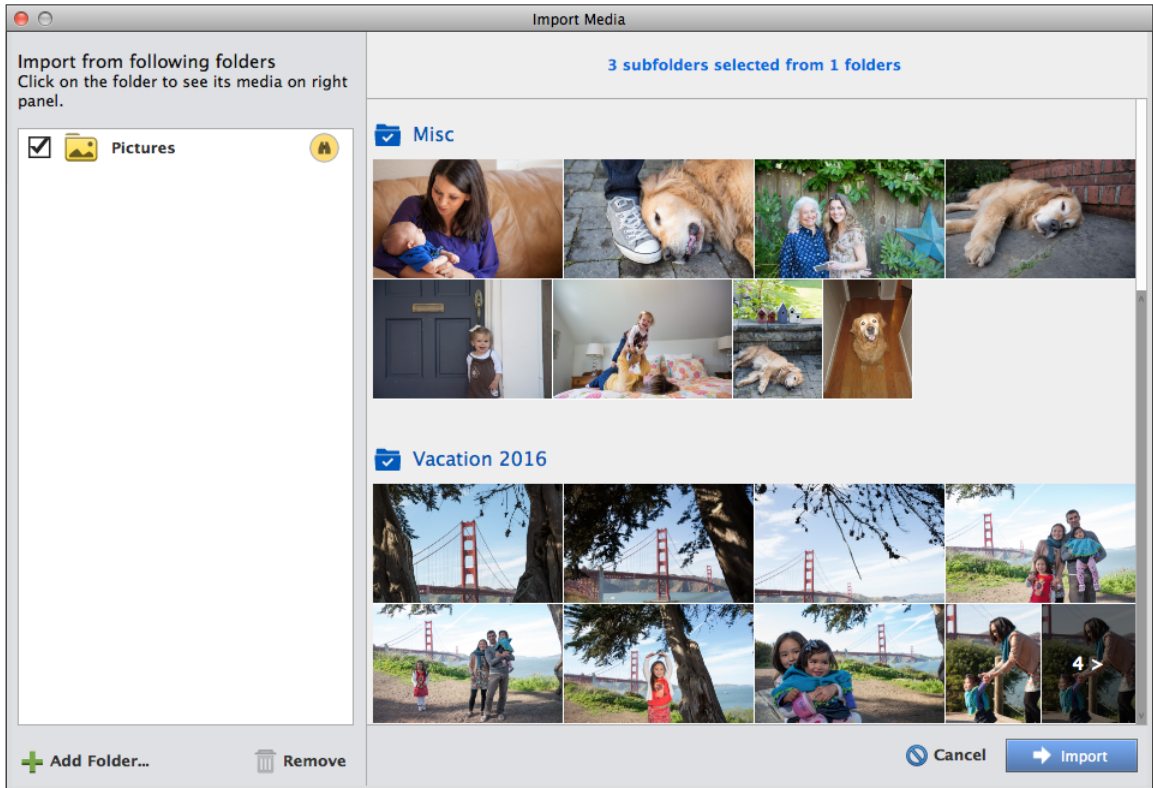 Import Media
Import from following folders
Click on the folder to see its media on right
panel.
Pictures
3 subfolders selected from 1 folders
Misc
Vacation 2016
4 >
Add Folder...
Remove
Cancel
Import